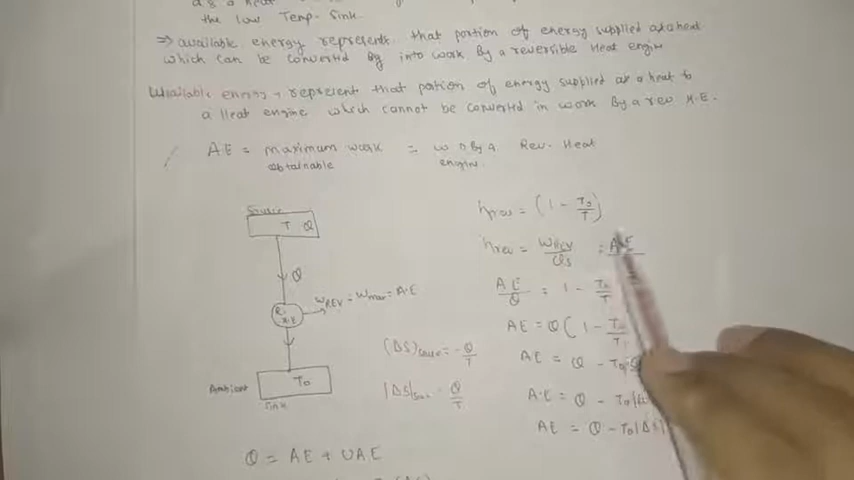 the low Temp. Sink.
⇒ available energy represents that portion of energy supplied as a heat
which can be converted by into work By a reversible Heat engine
Unavailable energy → represent that portion of energy supplied as a heat to
a Heat engine which cannot be converted in work By a rev H.E.
A.E = maximum work obtainable = W D By a Rev. Heat engine.
Source
T Q
Q
WREV = Wmax = A.E
T0
Ambient
Sink
ηrev = (1 - T0/T)
ηrev = WREV/QS = AE
AE/Q = 1 - T0/T
AE = Q ( 1 - T0/T
AE = Q - T0
A.E = Q - T0
AE = Q - T0|ΔS|
(ΔS)source = -Q/T
|ΔS|Sou = Q/T
Q = AE + UAE